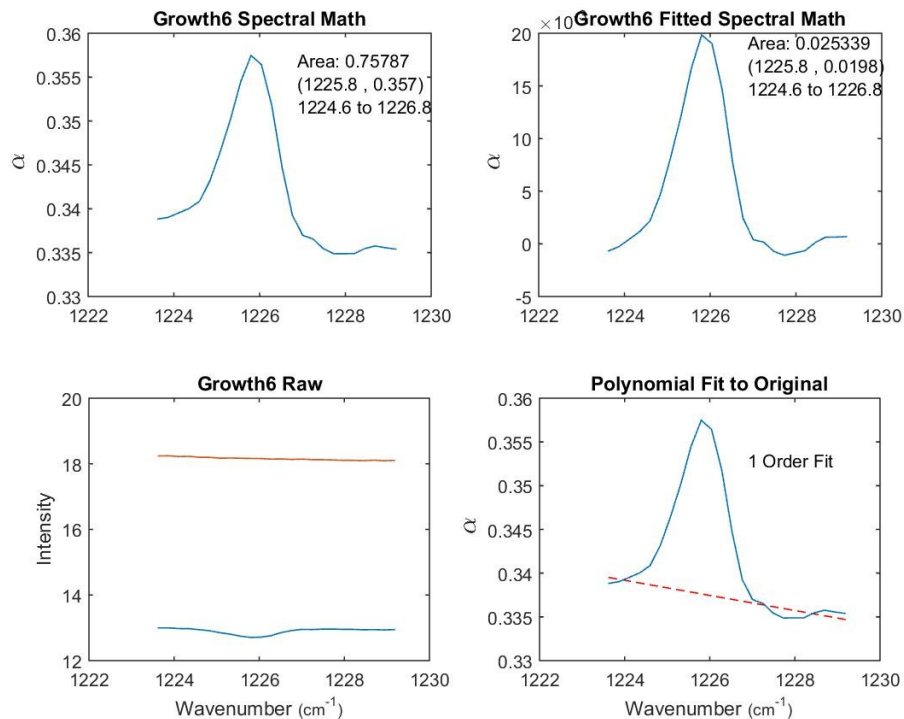 Growth6 Spectral Math
0.36
0.355
0.35
0.345
0.34
0.335
0.33
α
Area: 0.75787
(1225.8 , 0.357)
1224.6 to 1226.8
1222 1224 1226 1228 1230
Growth6 Fitted Spectral Math
×10
20
15
10
5
0
-5
α
Area: 0.025339
(1225.8 , 0.0198)
1224.6 to 1226.8
1222 1224 1226 1228 1230
Growth6 Raw
20
18
16
14
12
Intensity
1222 1224 1226 1228 1230
Wavenumber (cm⁻¹)
Polynomial Fit to Original
0.36
0.355
0.35
0.345
0.34
0.335
0.33
α
1 Order Fit
1222 1224 1226 1228 1230
Wavenumber (cm⁻¹)